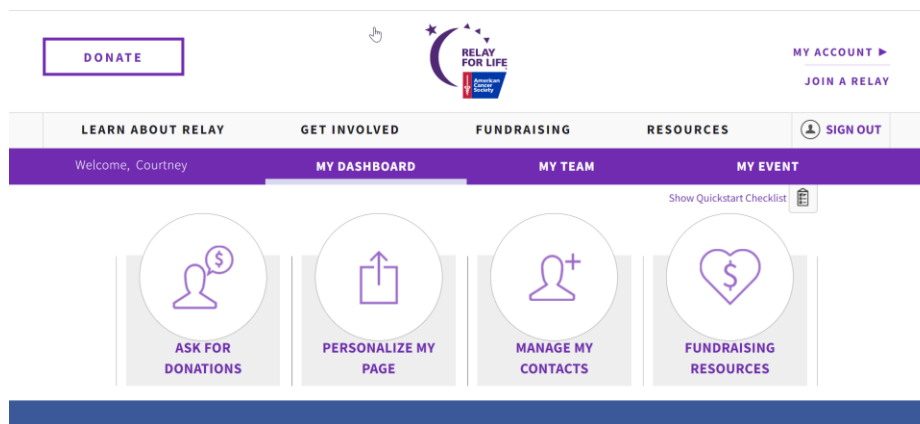 DONATE
RELAY
FOR LIFE
American
Cancer
Society
MY ACCOUNT ▶
JOIN A RELAY
LEARN ABOUT RELAY
GET INVOLVED
FUNDRAISING
RESOURCES
SIGN OUT
Welcome, Courtney
MY DASHBOARD
MY TEAM
MY EVENT
Show Quickstart Checklist
$
$
ASK FOR
DONATIONS
PERSONALIZE MY
PAGE
MANAGE MY
CONTACTS
FUNDRAISING
RESOURCES